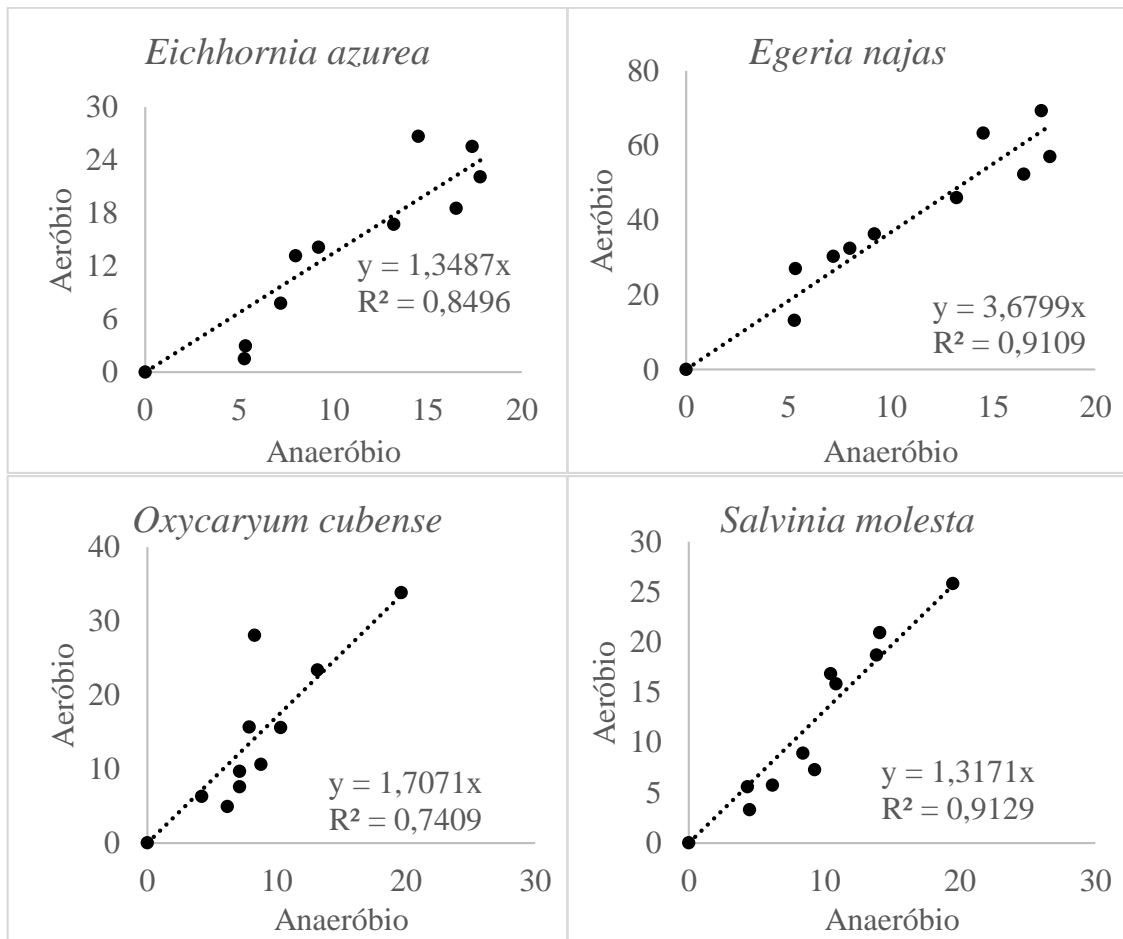 Eichhornia azurea
30
24
18
12
6
0
Aeróbio
y = 1,3487x
R² = 0,8496
0 5 10 15 20
Anaeróbio
Egeria najas
80
60
40
20
0
Aeróbio
y = 3,6799x
R² = 0,9109
0 5 10 15 20
Anaeróbio
Oxycaryum cubense
40
30
20
10
0
Aeróbio
y = 1,7071x
R² = 0,7409
0 10 20 30
Anaeróbio
Salvinia molesta
30
25
20
15
10
5
0
Aeróbio
y = 1,3171x
R² = 0,9129
0 10 20 30
Anaeróbio